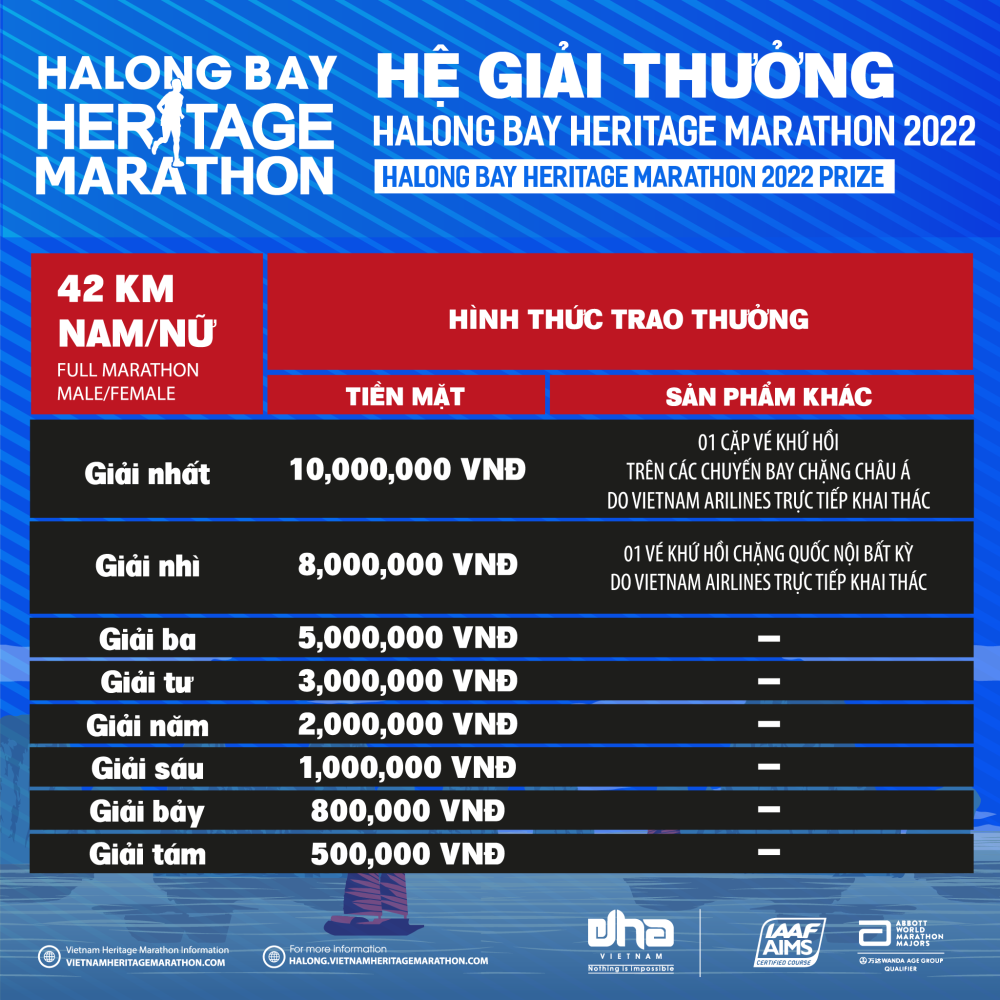 HALONG BAY
HERITAGE
MARATHON
HỆ GIẢI THƯỞNG
HALONG BAY HERITAGE MARATHON 2022
HALONG BAY HERITAGE MARATHON 2022 PRIZE
42 KM
NAM/NỮ
FULL MARATHON
MALE/FEMALE
HÌNH THỨC TRAO THƯỞNG
TIỀN MẶT
SẢN PHẨM KHÁC
Giải nhất
10,000,000 VNĐ
01 CẶP VÉ KHỨ HỒI
TRÊN CÁC CHUYẾN BAY CHẶNG CHÂU Á
DO VIETNAM ARILINES TRỰC TIẾP KHAI THÁC
Giải nhì
8,000,000 VNĐ
01 VÉ KHỨ HỒI CHẶNG QUỐC NỘI BẤT KỲ
DO VIETNAM AIRLINES TRỰC TIẾP KHAI THÁC
Giải ba
5,000,000 VNĐ
–
Giải tư
3,000,000 VNĐ
–
Giải năm
2,000,000 VNĐ
–
Giải sáu
1,000,000 VNĐ
–
Giải bảy
800,000 VNĐ
–
Giải tám
500,000 VNĐ
–
Vietnam Heritage Marathon Information
VIETNAMHERITAGEMARATHON.COM
For more information
HALONG.VIETNAMHERITAGEMARATHON.COM
dha
VIETNAM
Nothing is impossible
IAAF
AIMS
CERTIFIED COURSE
ABBOTT
WORLD
MARATHON
MAJORS
万达 WANDA AGE GROUP
QUALIFIER